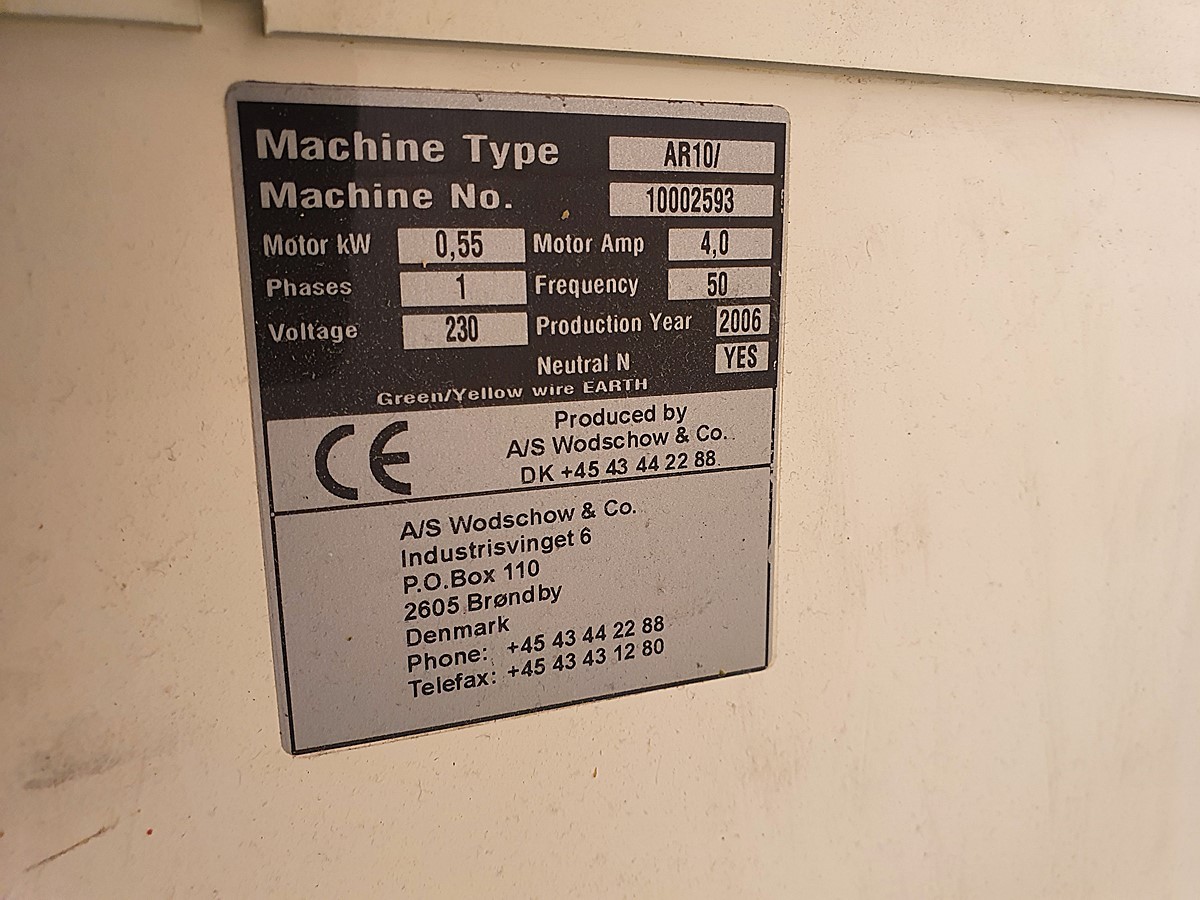 Machine Type AR10/
Machine No. 10002593
Motor kW 0,55 Motor Amp 4,0
Phases 1 Frequency 50
Voltage 230 Production Year 2006
Neutral N YES
Green/Yellow wire EARTH
CE
Produced by
A/S Wodschow & Co.
DK +45 43 44 22 88
A/S Wodschow & Co.
Industrisvinget 6
P.O.Box 110
2605 Brøndby
Denmark
Phone: +45 43 44 22 88
Telefax: +45 43 43 12 80